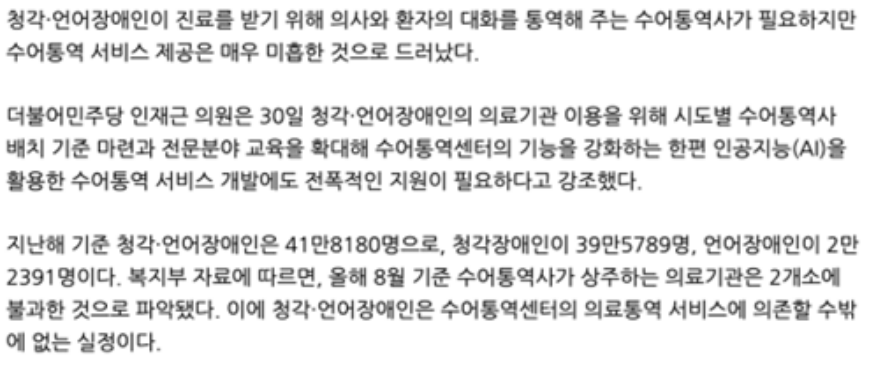 청각·언어장애인이 진료를 받기 위해 의사와 환자의 대화를 통역해 주는 수어통역사가 필요하지만
수어통역 서비스 제공은 매우 미흡한 것으로 드러났다.
더불어민주당 인재근 의원은 30일 청각·언어장애인의 의료기관 이용을 위해 시도별 수어통역사
배치 기준 마련과 전문분야 교육을 확대해 수어통역센터의 기능을 강화하는 한편 인공지능(AI)을
활용한 수어통역 서비스 개발에도 전폭적인 지원이 필요하다고 강조했다.
지난해 기준 청각·언어장애인은 41만8180명으로, 청각장애인이 39만5789명, 언어장애인이 2만
2391명이다. 복지부 자료에 따르면, 올해 8월 기준 수어통역사가 상주하는 의료기관은 2개소에
불과한 것으로 파악됐다. 이에 청각·언어장애인은 수어통역센터의 의료통역 서비스에 의존할 수밖
에 없는 실정이다.